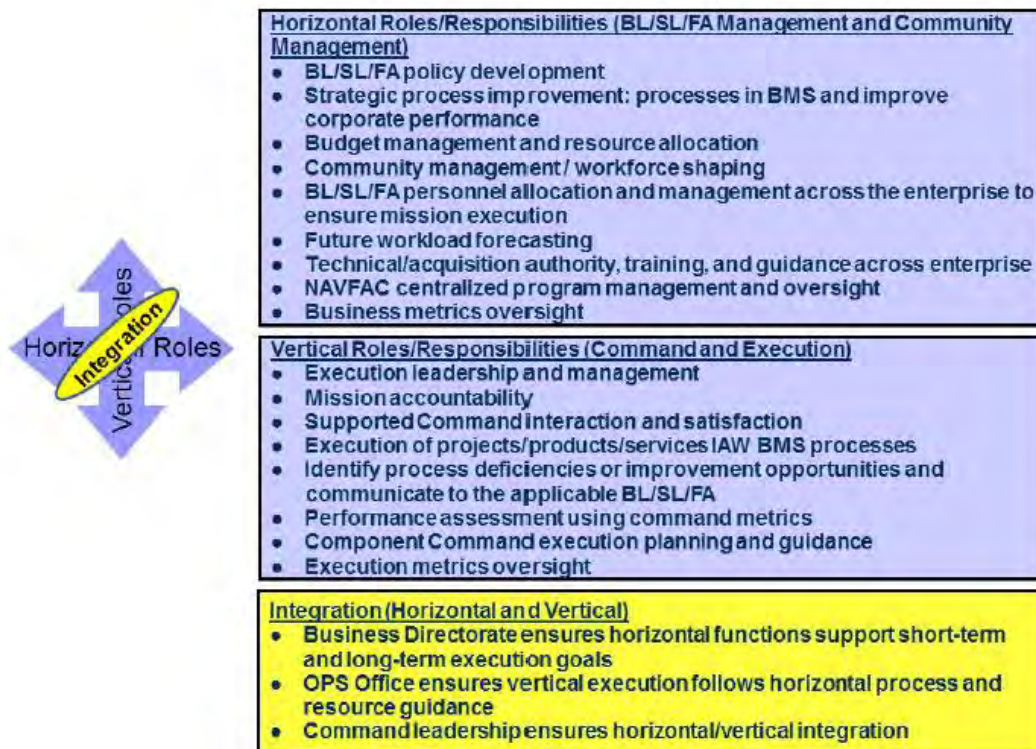 Horizontal Roles/Responsibilities (BL/SL/FA Management and Community
Management)
● BL/SL/FA policy development
● Strategic process improvement: processes in BMS and improve
corporate performance
● Budget management and resource allocation
● Community management / workforce shaping
● BL/SL/FA personnel allocation and management across the enterprise to
ensure mission execution
● Future workload forecasting
● Technical/acquisition authority, training, and guidance across enterprise
● NAVFAC centralized program management and oversight
● Business metrics oversight
Roles
Integration
Vertical Roles/Responsibilities (Command and Execution)
● Execution leadership and management
● Mission accountability
● Supported Command interaction and satisfaction
● Execution of projects/products/services IAW BMS processes
● Identify process deficiencies or improvement opportunities and
communicate to the applicable BL/SL/FA
● Performance assessment using command metrics
● Component Command execution planning and guidance
● Execution metrics oversight
Integration (Horizontal and Vertical)
● Business Directorate ensures horizontal functions support short-term
and long-term execution goals
● OPS Office ensures vertical execution follows horizontal process and
resource guidance
● Command leadership ensures horizontal/vertical integration